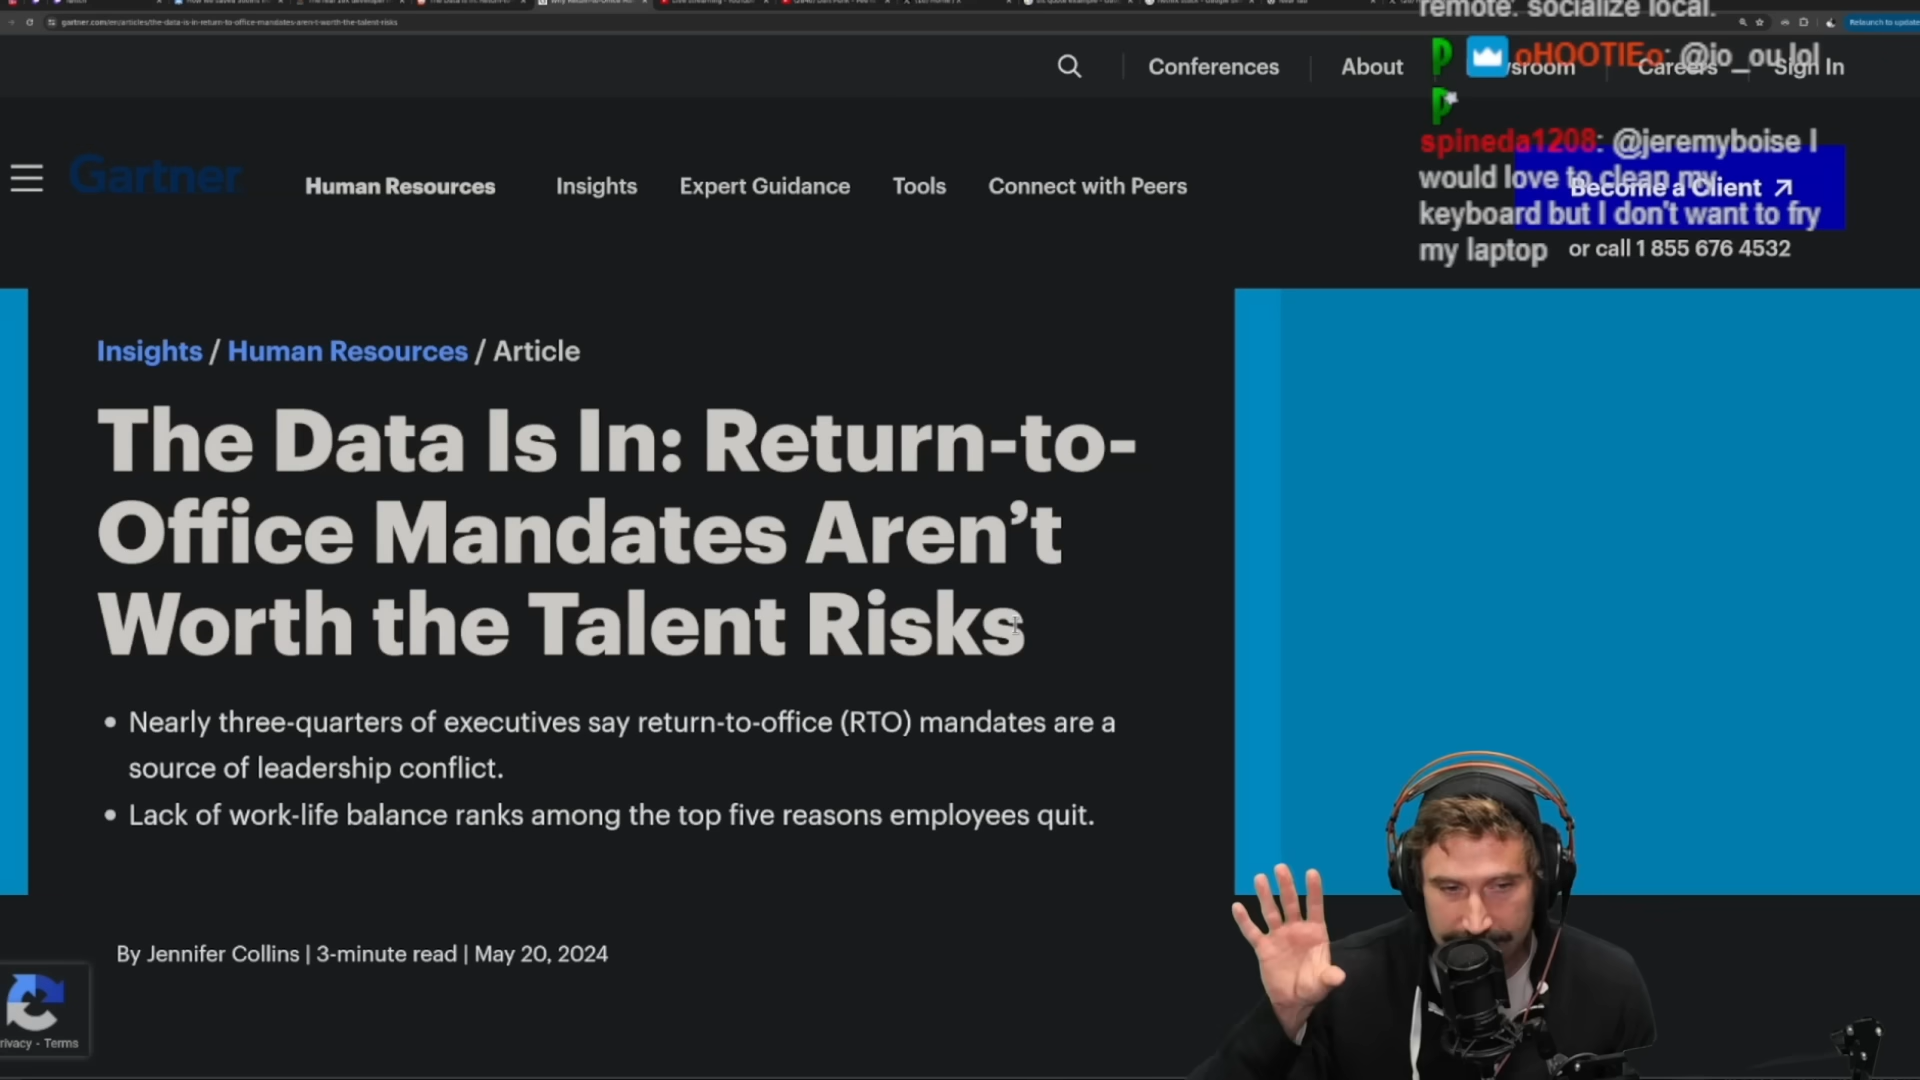 gartner.com/en/articles/the-data-is-in-return-to-office-mandates-aren-t-worth-the-talent-risks
Relaunch to update
remote. socialize local.
oHOOTIEo: @io_ou lol
Conferences
About
Newsroom
Careers
Sign In
spineda1208: @jeremyboise I
would love to clean my
keyboard but I don't want to fry
my laptop
Gartner
Human Resources
Insights
Expert Guidance
Tools
Connect with Peers
Become a Client
or call 1 855 676 4532
Insights / Human Resources / Article
The Data Is In: Return-to-
Office Mandates Aren’t
Worth the Talent Risks
• Nearly three-quarters of executives say return-to-office (RTO) mandates are a
source of leadership conflict.
• Lack of work-life balance ranks among the top five reasons employees quit.
By Jennifer Collins | 3-minute read | May 20, 2024
rivacy - Terms